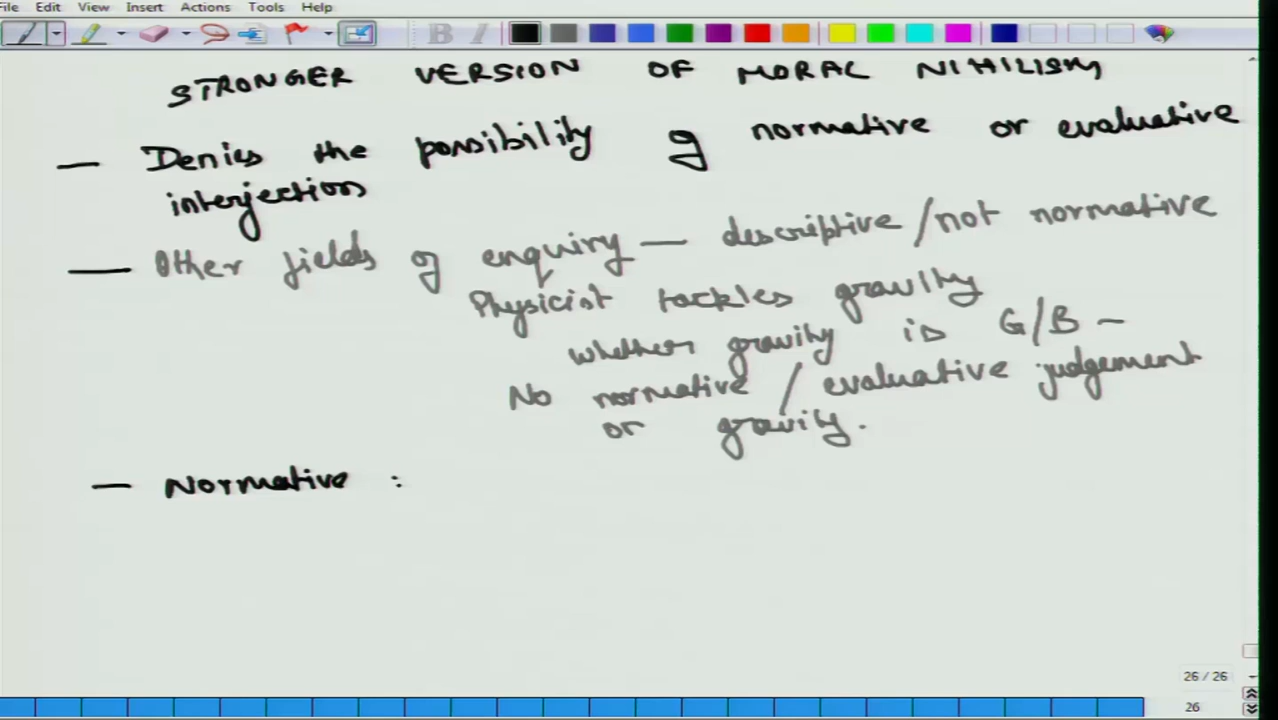 File Edit View Insert Actions Tools Help
STRONGER VERSION OF MORAL NIHILISM
— Denies the possibility of normative or evaluative
interjection
— Other fields of enquiry — descriptive / not normative
Physicist tackles gravity
whether gravity is G/B —
No normative / evaluative judgement
or gravity.
— Normative :
26 / 26
26